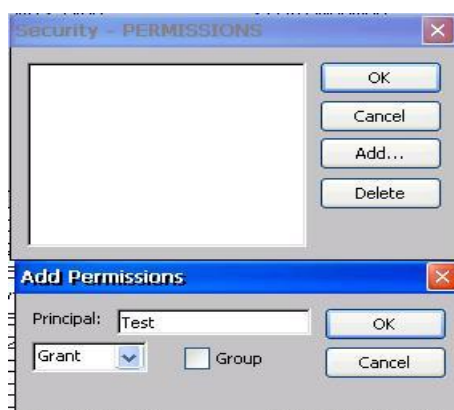 Security - PERMISSIONS
OK
Cancel
Add...
Delete
Add Permissions
Principal: Test
OK
Grant
Group
Cancel